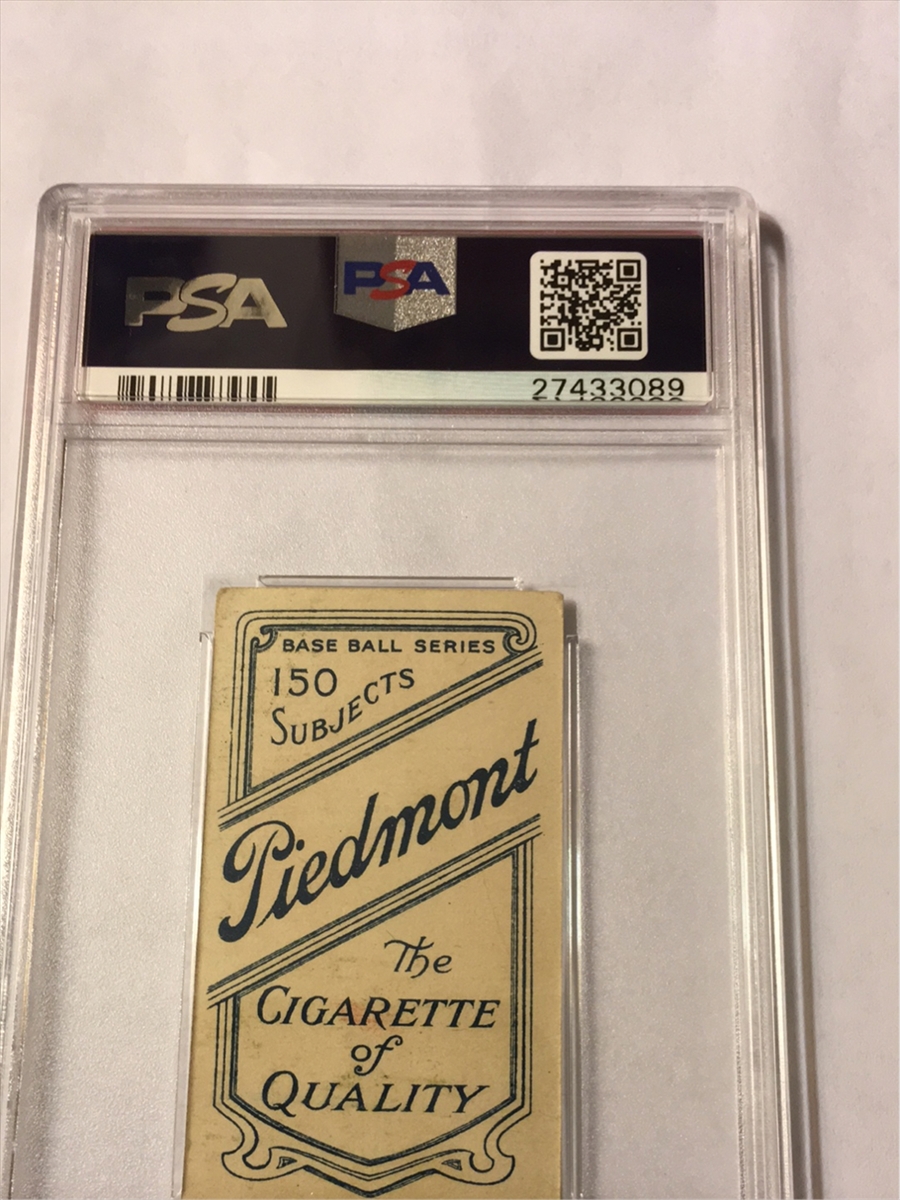 PSA
PSA
27433089
BASE BALL SERIES
150
SUBJECTS
Piedmont
The
CIGARETTE
of
QUALITY